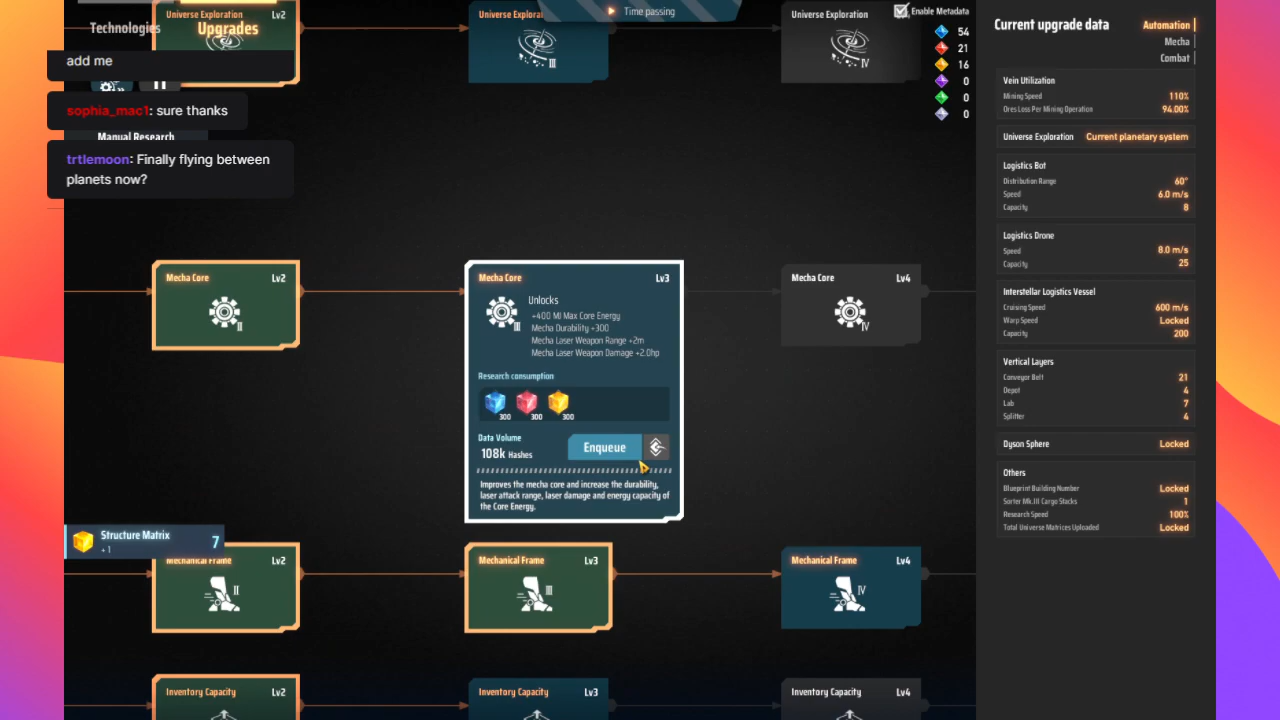 Universe Exploration Lv2
Technologies
Upgrades
add me
sophia_mac1: sure thanks
Manual Research
trtlemoon: Finally flying between
planets now?
Universe Explorat
III
Time passing
Universe Exploration
IV
Enable Metadata
54
21
16
0
0
0
Mecha Core Lv2
II
Mecha Core Lv3
III
Unlocks
+400 MJ Max Core Energy
Mecha Durability +300
Mecha Laser Weapon Range +2m
Mecha Laser Weapon Damage +2.0hp
Research consumption
300 300 300
Data Volume
108k Hashes
Enqueue
Improves the mecha core and increase the durability,
laser attack range, laser damage and energy capacity of
the Core Energy.
Mecha Core Lv4
IV
Structure Matrix
+ 1
7
Mechanical Frame Lv2
II
Mechanical Frame Lv3
III
Mechanical Frame Lv4
IV
Inventory Capacity Lv2
Inventory Capacity Lv3
Inventory Capacity Lv4
Current upgrade data
Automation
Mecha
Combat
Vein Utilization
Mining Speed 110%
Ores Loss Per Mining Operation 94.00%
Universe Exploration Current planetary system
Logistics Bot
Distribution Range 60°
Speed 6.0 m/s
Capacity 8
Logistics Drone
Speed 8.0 m/s
Capacity 25
Interstellar Logistics Vessel
Cruising Speed 600 m/s
Warp Speed Locked
Capacity 200
Vertical Layers
Conveyor Belt 21
Depot 4
Lab 7
Splitter 4
Dyson Sphere Locked
Others
Blueprint Building Number Locked
Sorter Mk.III Cargo Stacks 1
Research Speed 100%
Total Universe Matrices Uploaded Locked